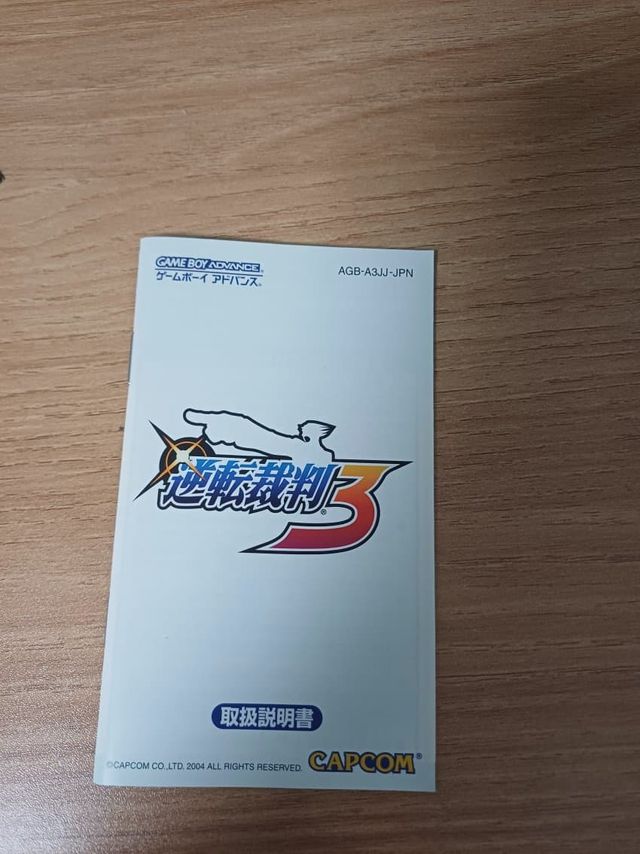 GAME BOY ADVANCE
ゲームボーイ アドバンス®
AGB-A3JJ-JPN
逆転裁判®3
取扱説明書
©CAPCOM CO.,LTD. 2004 ALL RIGHTS RESERVED.
CAPCOM®